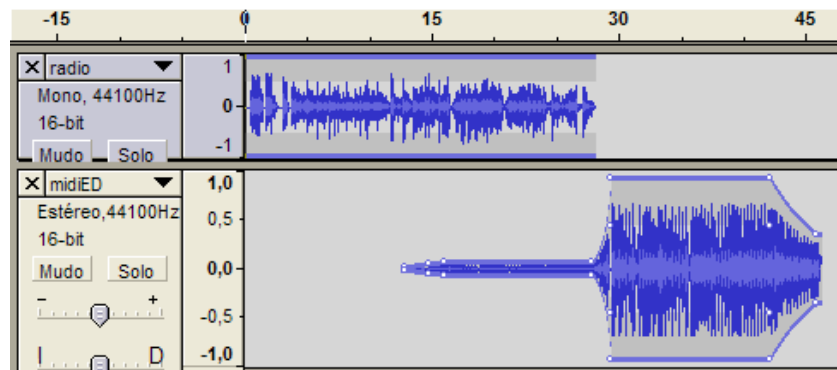 -15 0 15 30 45
X radio
Mono, 44100Hz
16-bit
Mudo Solo
1
0
-1
X midiED
Estéreo,44100Hz
16-bit
Mudo Solo
- +
I D
1,0
0,5
0,0
-0,5
-1,0